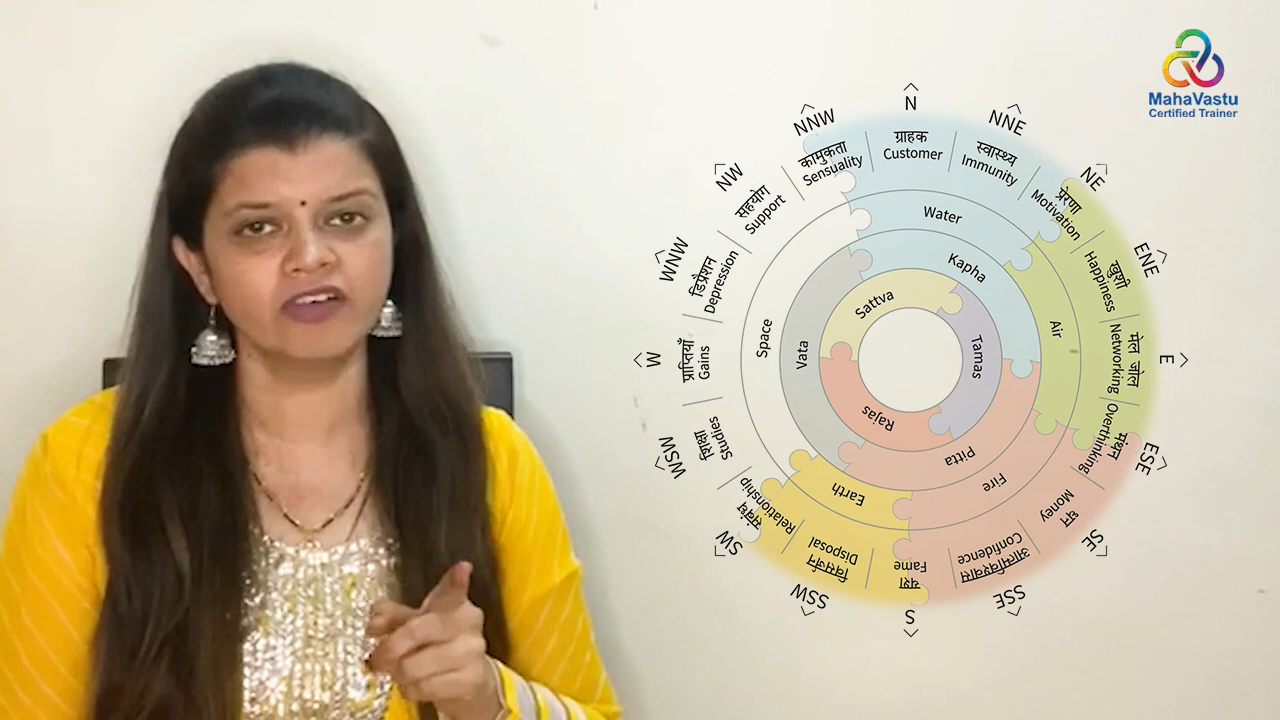 MahaVastu
Certified Trainer
N
ग्राहक
Customer
NNE
स्वास्थ्य
Immunity
NE
प्रेरणा
Motivation
ENE
खुशी
Happiness
E
मेल जोल
Networking
ESE
मंथन
Overthinking
SE
धन
Money
SSE
आत्मविश्वास
Confidence
S
यश
Fame
SSW
विसर्जन
Disposal
SW
संबंध
Relationship
WSW
शिक्षा
Studies
W
प्राप्तियाँ
Gains
WNW
डिप्रैशन
Depression
NW
सहयोग
Support
NNW
कामुकता
Sensuality
Water
Air
Fire
Earth
Space
Kapha
Pitta
Vata
Sattva
Tamas
Rajas